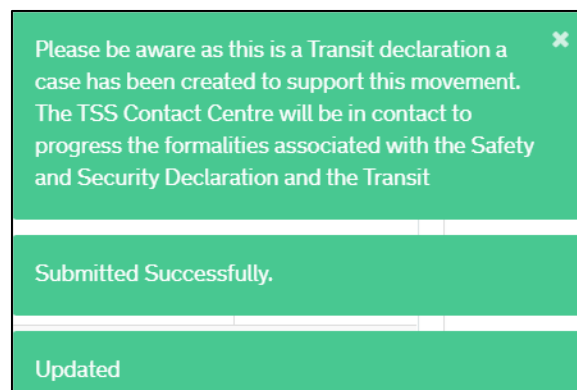 Please be aware as this is a Transit declaration a
case has been created to support this movement.
The TSS Contact Centre will be in contact to
progress the formalities associated with the Safety
and Security Declaration and the Transit
Submitted Successfully.
Updated